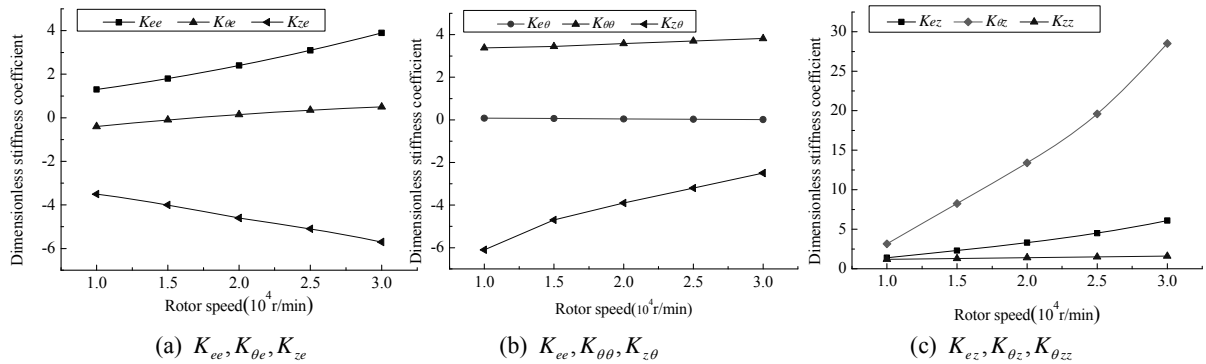 Kee Kθe Kze
Dimensionless stiffness coefficient
4
2
0
-2
-4
-6
1.0 1.5 2.0 2.5 3.0
Rotor speed(10^4r/min)
(a) Kee, Kθe, Kze
Keθ Kθθ Kzθ
Dimensionless stiffness coefficient
4
2
0
-2
-4
-6
1.0 1.5 2.0 2.5 3.0
Rotor speed(10^4r/min)
(b) Kee, Kθθ, Kzθ
Kez Kθz Kzz
Dimensionless stiffness coefficient
30
25
20
15
10
5
0
1.0 1.5 2.0 2.5 3.0
Rotor speed(10^4r/min)
(c) Kez, Kθz, Kθzz